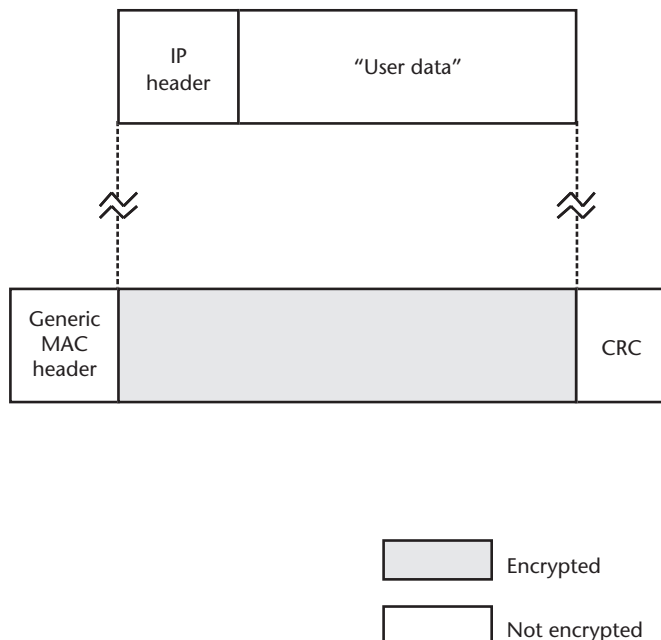 IP
header
“User data”
Generic
MAC
header
CRC
Encrypted
Not encrypted